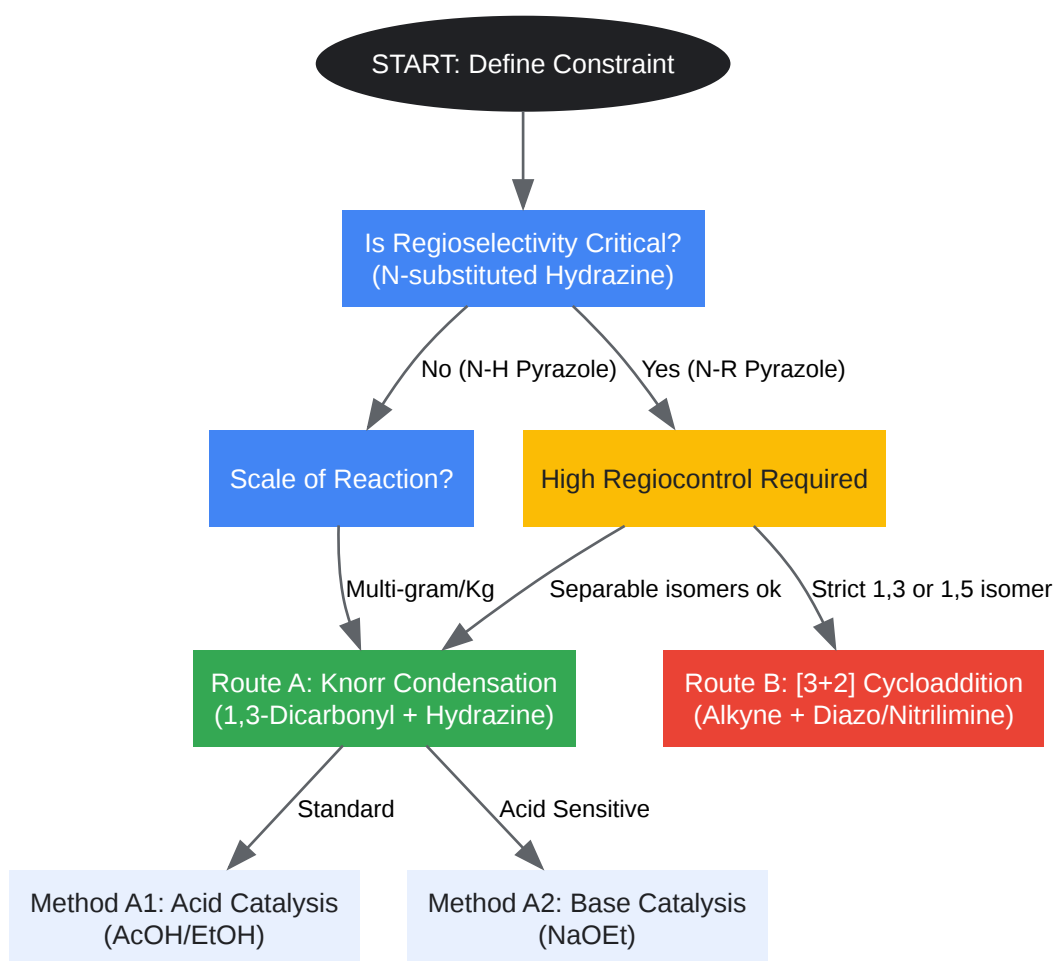 START: Define Constraint
Is Regioselectivity Critical?
(N-substituted Hydrazine)
No (N-H Pyrazole)
Yes (N-R Pyrazole)
Scale of Reaction?
High Regiocontrol Required
Multi-gram/Kg
Separable isomers ok
Strict 1,3 or 1,5 isomer
Route A: Knorr Condensation
(1,3-Dicarbonyl + Hydrazine)
Route B: [3+2] Cycloaddition
(Alkyne + Diazo/Nitrilimine)
Standard
Acid Sensitive
Method A1: Acid Catalysis
(AcOH/EtOH)
Method A2: Base Catalysis
(NaOEt)